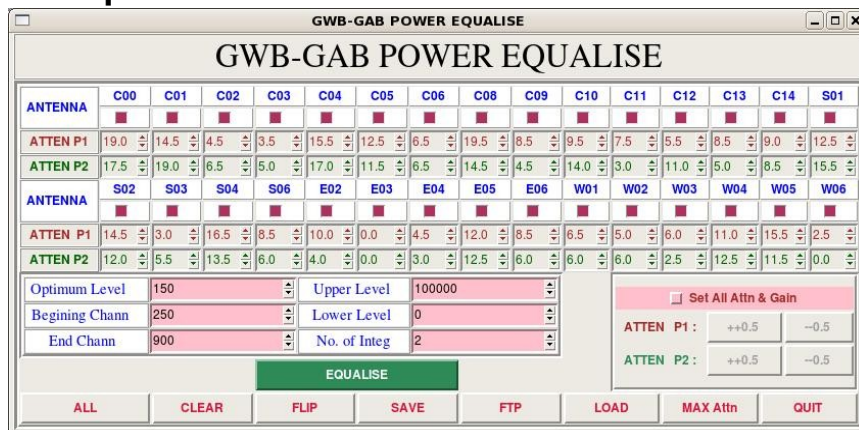 GWB-GAB POWER EQUALISE
GWB-GAB POWER EQUALISE
ANTENNA C00 C01 C02 C03 C04 C05 C06 C08 C09 C10 C11 C12 C13 C14 S01
ATTEN P1 19.0 14.5 4.5 3.5 15.5 12.5 6.5 19.5 8.5 9.5 7.5 5.5 8.5 9.0 12.5
ATTEN P2 17.5 19.0 6.5 5.0 17.0 11.5 6.5 14.5 4.5 14.0 3.0 11.0 5.0 8.5 15.5
ANTENNA S02 S03 S04 S06 E02 E03 E04 E05 E06 W01 W02 W03 W04 W05 W06
ATTEN P1 14.5 3.0 16.5 8.5 10.0 0.0 4.5 12.0 8.5 6.5 5.0 6.0 11.0 15.5 2.5
ATTEN P2 12.0 5.5 13.5 6.0 4.0 0.0 3.0 12.5 6.0 6.0 6.0 2.5 12.5 11.5 0.0
Optimum Level 150 Upper Level 100000
Begining Chann 250 Lower Level 0
End Chann 900 No. of Integ 2
Set All Attn & Gain
ATTEN P1 : ++0.5 --0.5
ATTEN P2 : ++0.5 --0.5
EQUALISE
ALL CLEAR FLIP SAVE FTP LOAD MAX Attn QUIT